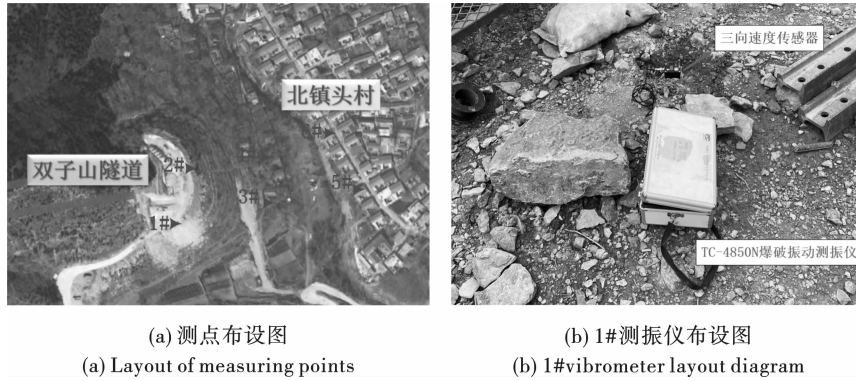 北镇头村
双子山隧道
2#
3#
5#
1#
三向速度传感器
TC-4850N爆破振动测振仪
(a) 测点布设图
(a) Layout of measuring points
(b) 1#测振仪布设图
(b) 1#vibrometer layout diagram